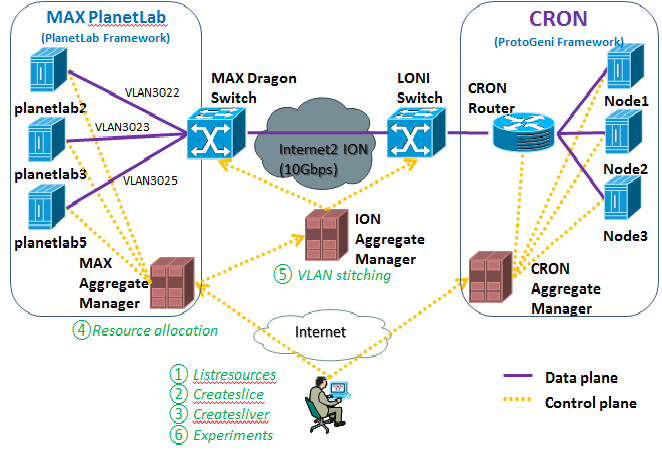 MAX PlanetLab
(PlanetLab Framework)
CRON
(ProtoGeni Framework)
planetlab2
VLAN3022
MAX Dragon
Switch
LONI
Switch
CRON
Router
Node1
VLAN3023
planetlab3
Internet2 ION
(10Gbps)
Node2
VLAN3025
planetlab5
Node3
MAX
Aggregate
Manager
ION
Aggregate
Manager
⑤ VLAN stitching
CRON
Aggregate
Manager
④ Resource allocation
Internet
① Listresources
② Createslice
③ Createsliver
⑥ Experiments
Data plane
Control plane